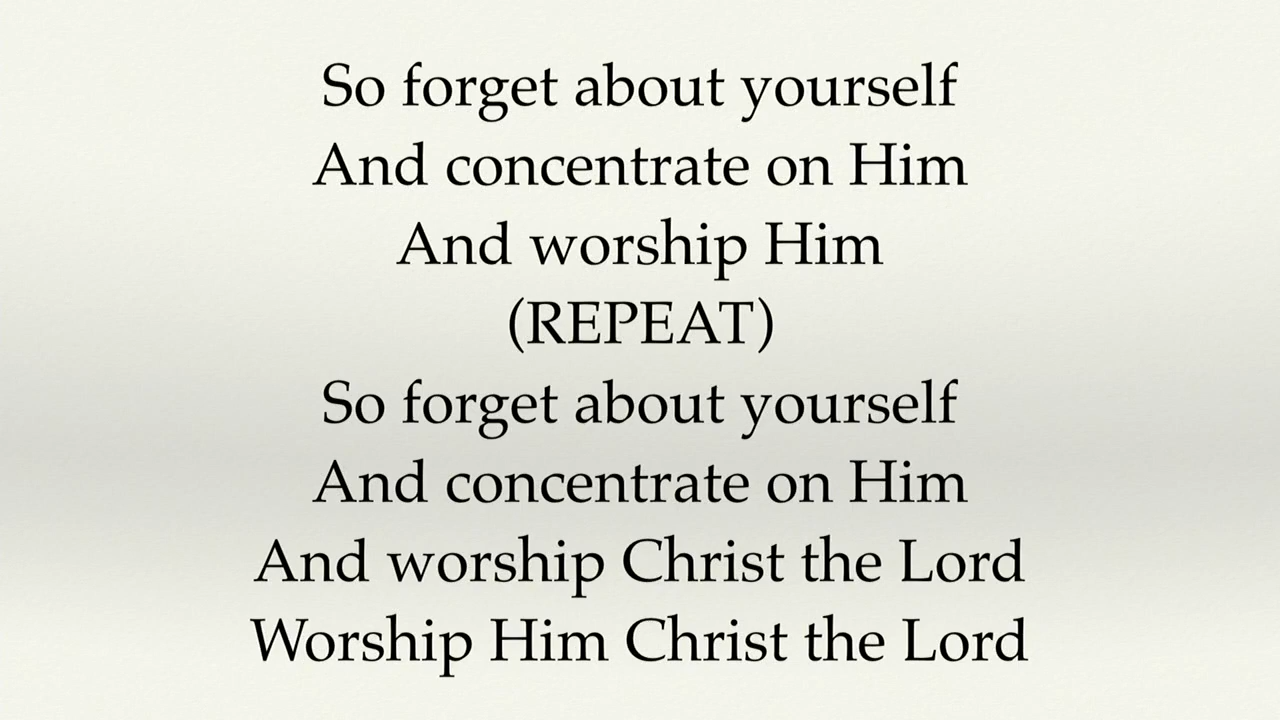 So forget about yourself
And concentrate on Him
And worship Him
(REPEAT)
So forget about yourself
And concentrate on Him
And worship Christ the Lord
Worship Him Christ the Lord